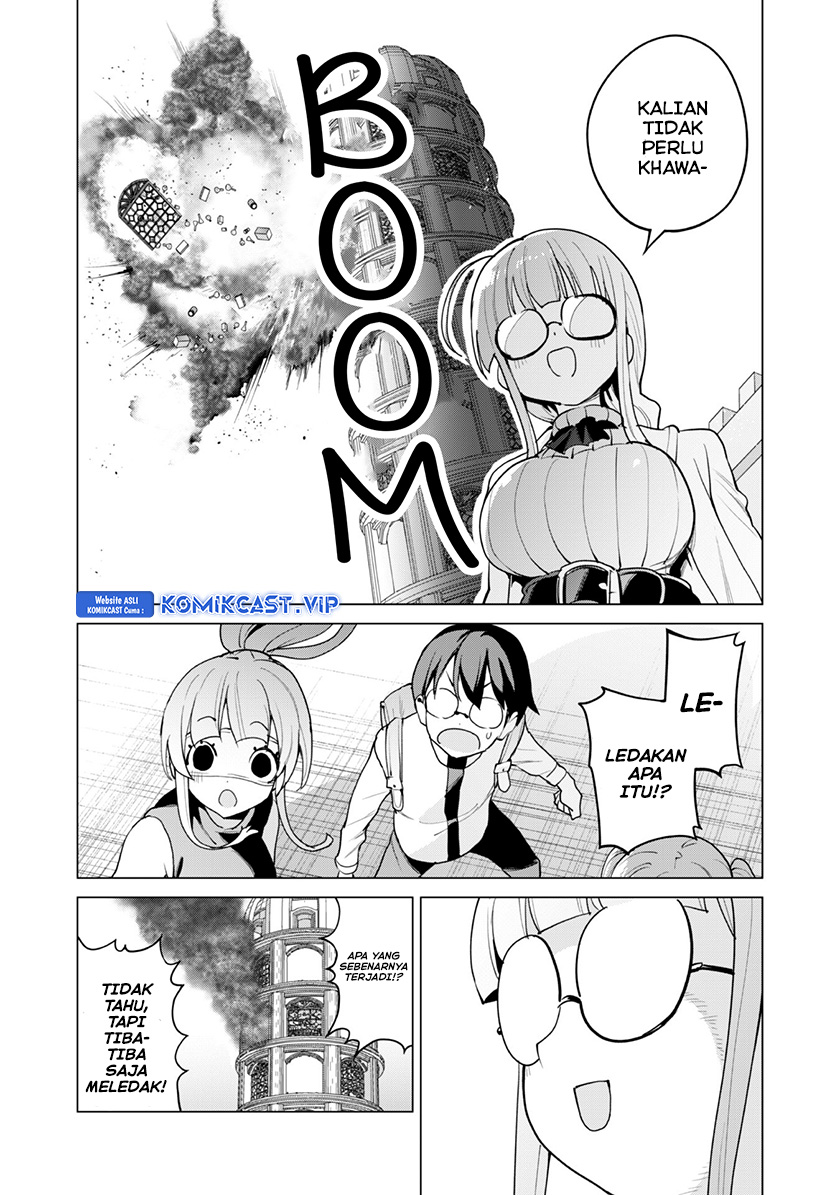 KALIAN
TIDAK
PERLU
KHAWA-
BOOM
Website ASLI
KOMIKCAST Cuma :
KOMIKCAST.VIP
LE-
LEDAKAN
APA
ITU!?
APA YANG
SEBENARNYA
TERJADI!?
TIDAK
TAHU,
TAPI
TIBA-
TIBA
SAJA
MELEDAK!